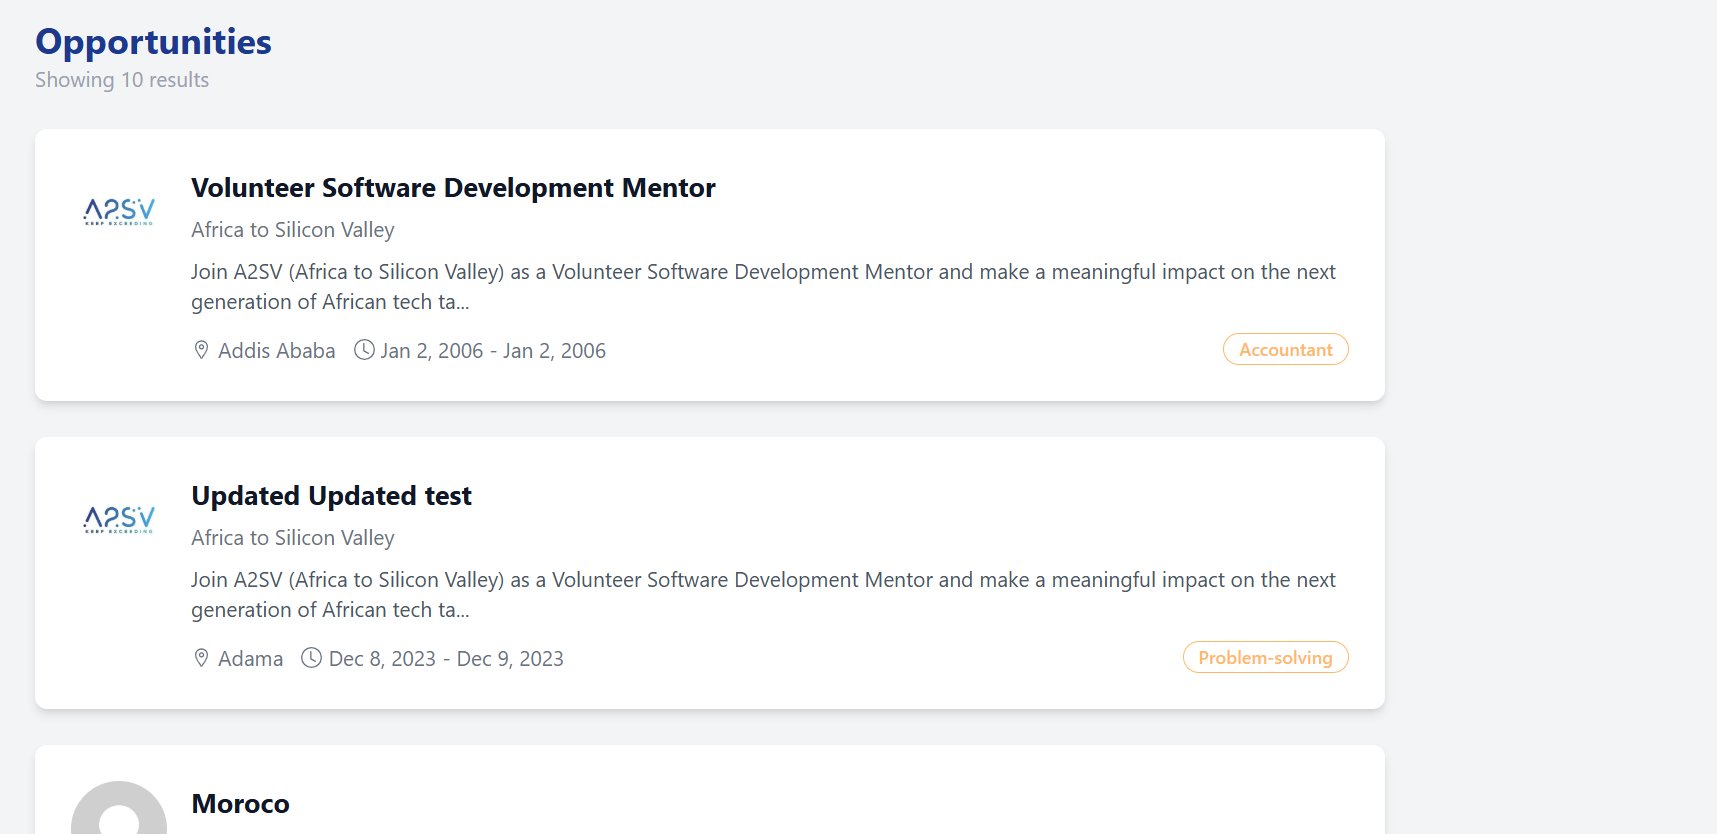 Opportunities
Showing 10 results
A2SV
KEEP EXCEEDING
Volunteer Software Development Mentor
Africa to Silicon Valley
Join A2SV (Africa to Silicon Valley) as a Volunteer Software Development Mentor and make a meaningful impact on the next
generation of African tech ta...
Addis Ababa Jan 2, 2006 - Jan 2, 2006
Accountant
A2SV
KEEP EXCEEDING
Updated Updated test
Africa to Silicon Valley
Join A2SV (Africa to Silicon Valley) as a Volunteer Software Development Mentor and make a meaningful impact on the next
generation of African tech ta...
Adama Dec 8, 2023 - Dec 9, 2023
Problem-solving
Moroco